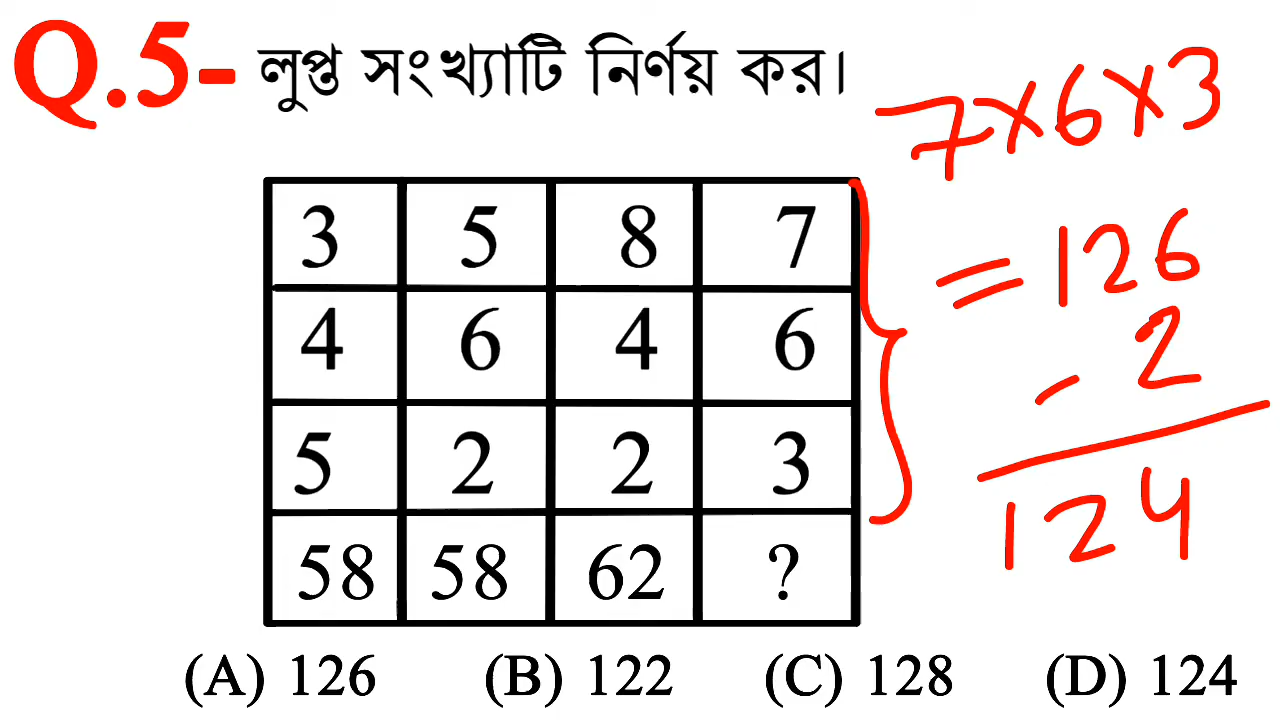 Q.5- লুপ্ত সংখ্যাটি নির্ণয় কর।
7×6×3
= 126
- 2
124
3 5 8 7
4 6 4 6
5 2 2 3
58 58 62 ?
(A) 126 (B) 122 (C) 128 (D) 124